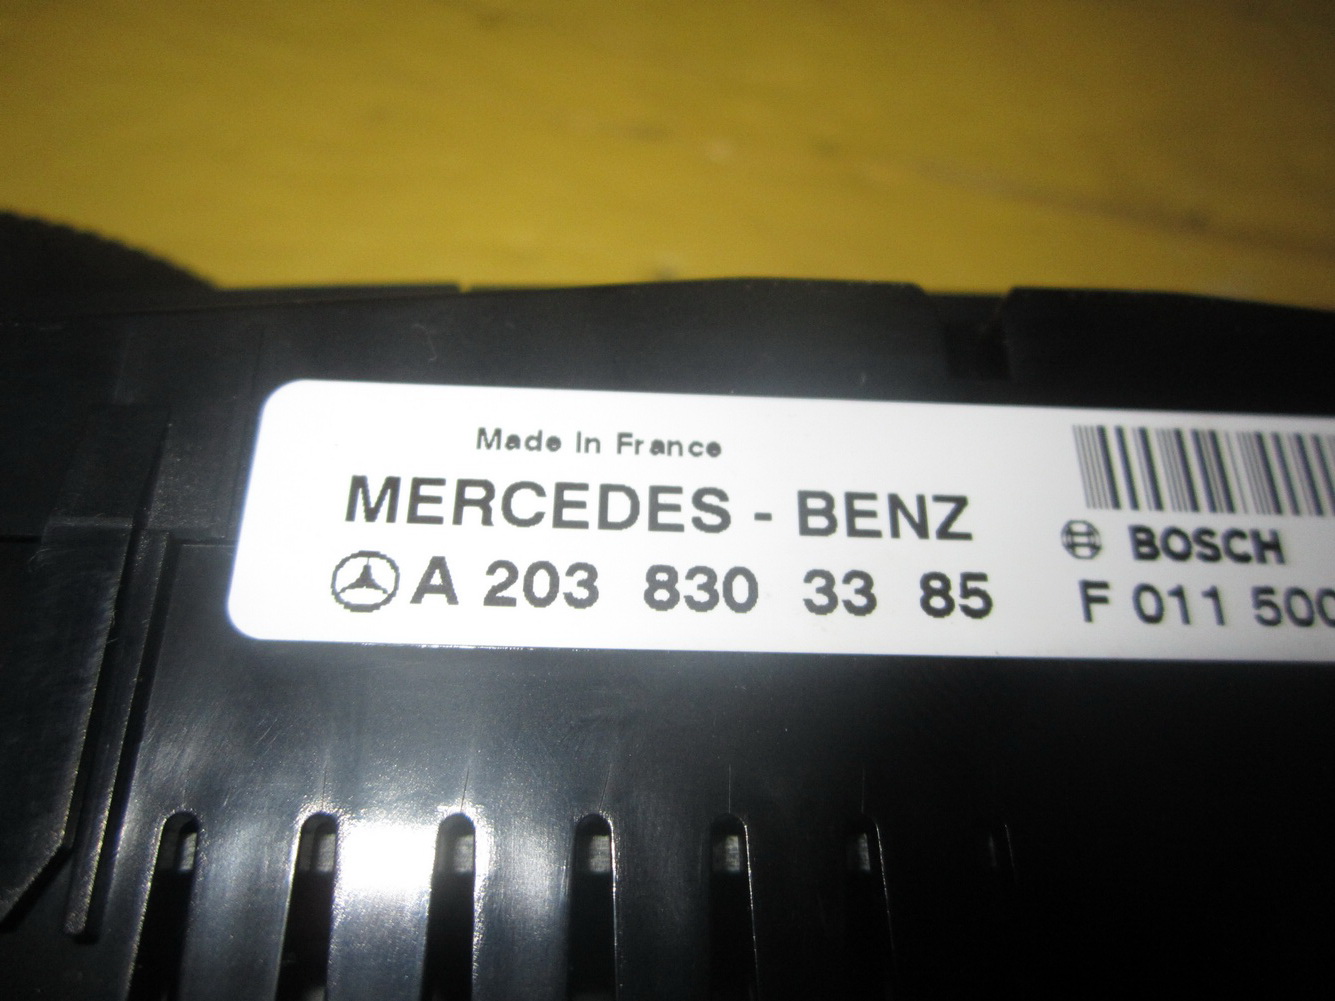 Made In France
MERCEDES - BENZ
A 203 830 33 85
BOSCH
F 011 500